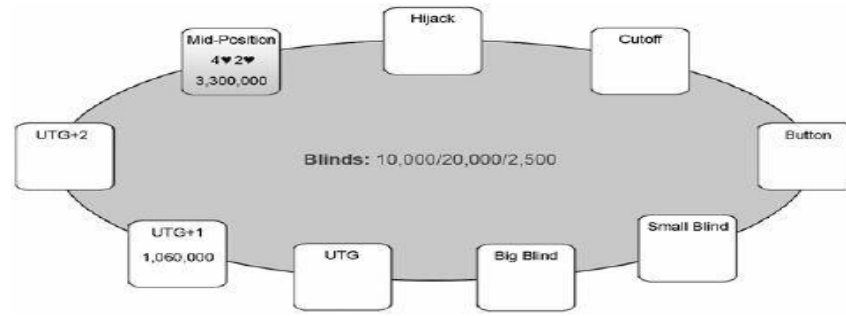 Hijack
Mid-Position
4♥2♥
3,300,000
Cutoff
UTG+2
Blinds: 10,000/20,000/2,500
Button
UTG+1
1,060,000
UTG
Big Blind
Small Blind